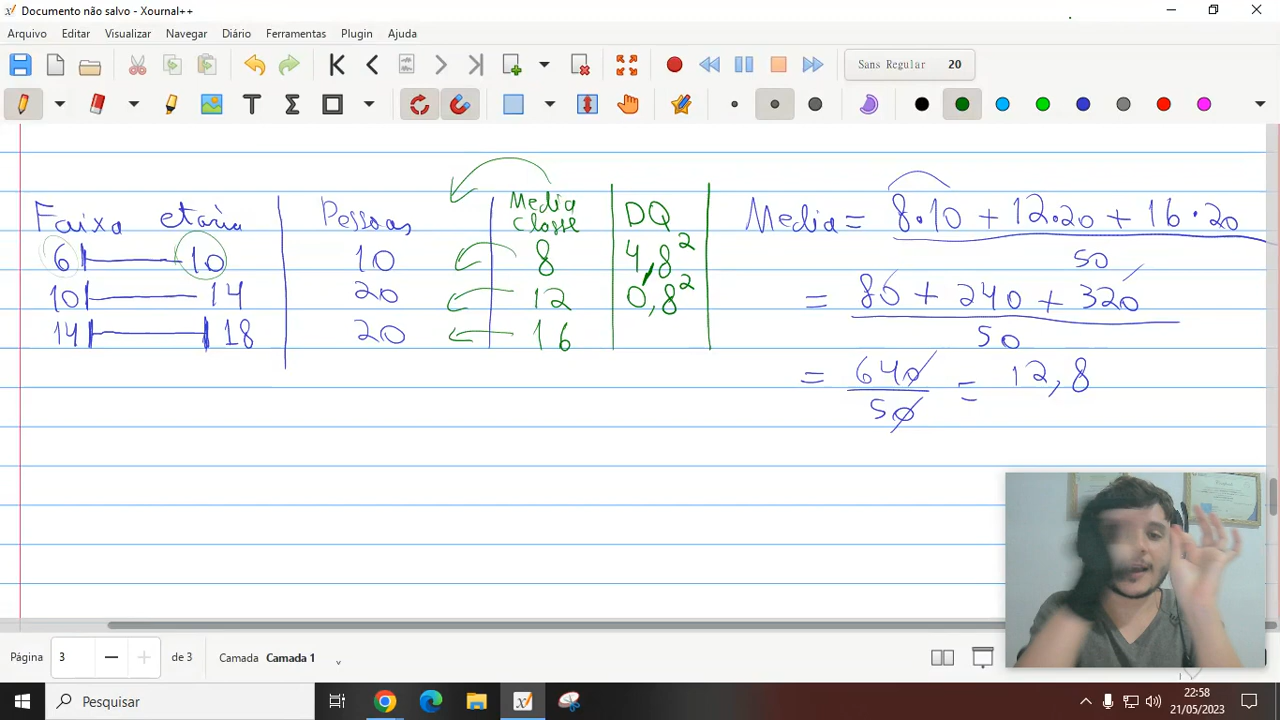 Documento não salvo - Xournal++
Arquivo Editar Visualizar Navegar Diário Ferramentas Plugin Ajuda
Sans Regular 20
Faixa etaria Pessoas Media Classe DQ
6 10 10 8 4,8²
10 14 20 12 0,8²
14 18 20 16
Media = 8.10 + 12.20 + 16.20
50
= 80 + 240 + 320
50
= 640 = 12,8
50
Página 3 de 3 Camada Camada 1
Pesquisar
22:58
21/05/2023